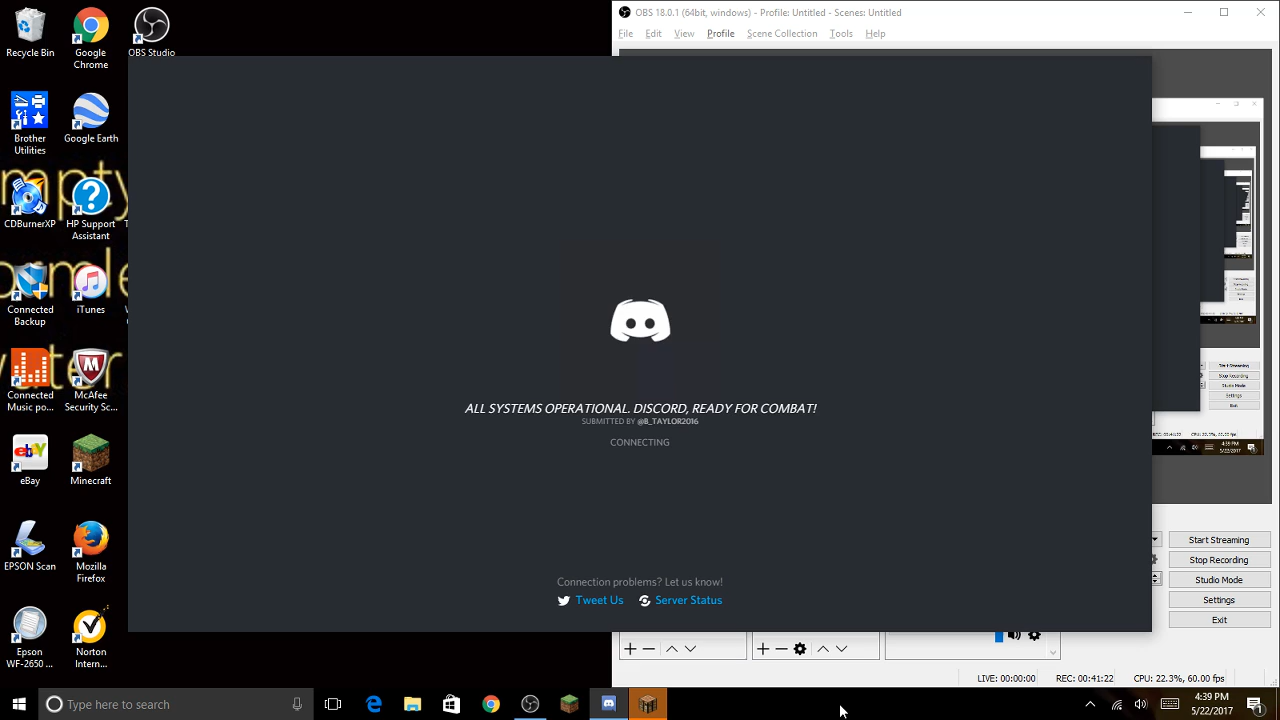 OBS 18.0.1 (64bit, windows) - Profile: Untitled - Scenes: Untitled
File Edit View Profile Scene Collection Tools Help
Recycle Bin
Google Chrome
OBS Studio
Brother Utilities
Google Earth
CDBurnerXP
HP Support Assistant
Connected Backup
iTunes
Connected Music po...
McAfee Security Sc...
eBay
Minecraft
EPSON Scan
Mozilla Firefox
Epson WF-2650 ...
Norton Intern...
ALL SYSTEMS OPERATIONAL. DISCORD, READY FOR COMBAT!
SUBMITTED BY @B_TAYLOR2016
CONNECTING
Connection problems? Let us know!
Tweet Us Server Status
Start Streaming
Stop Recording
Studio Mode
Settings
Exit
LIVE: 00:00:00 REC: 00:41:22 CPU: 22.3%, 60.00 fps
Type here to search
4:39 PM
5/22/2017